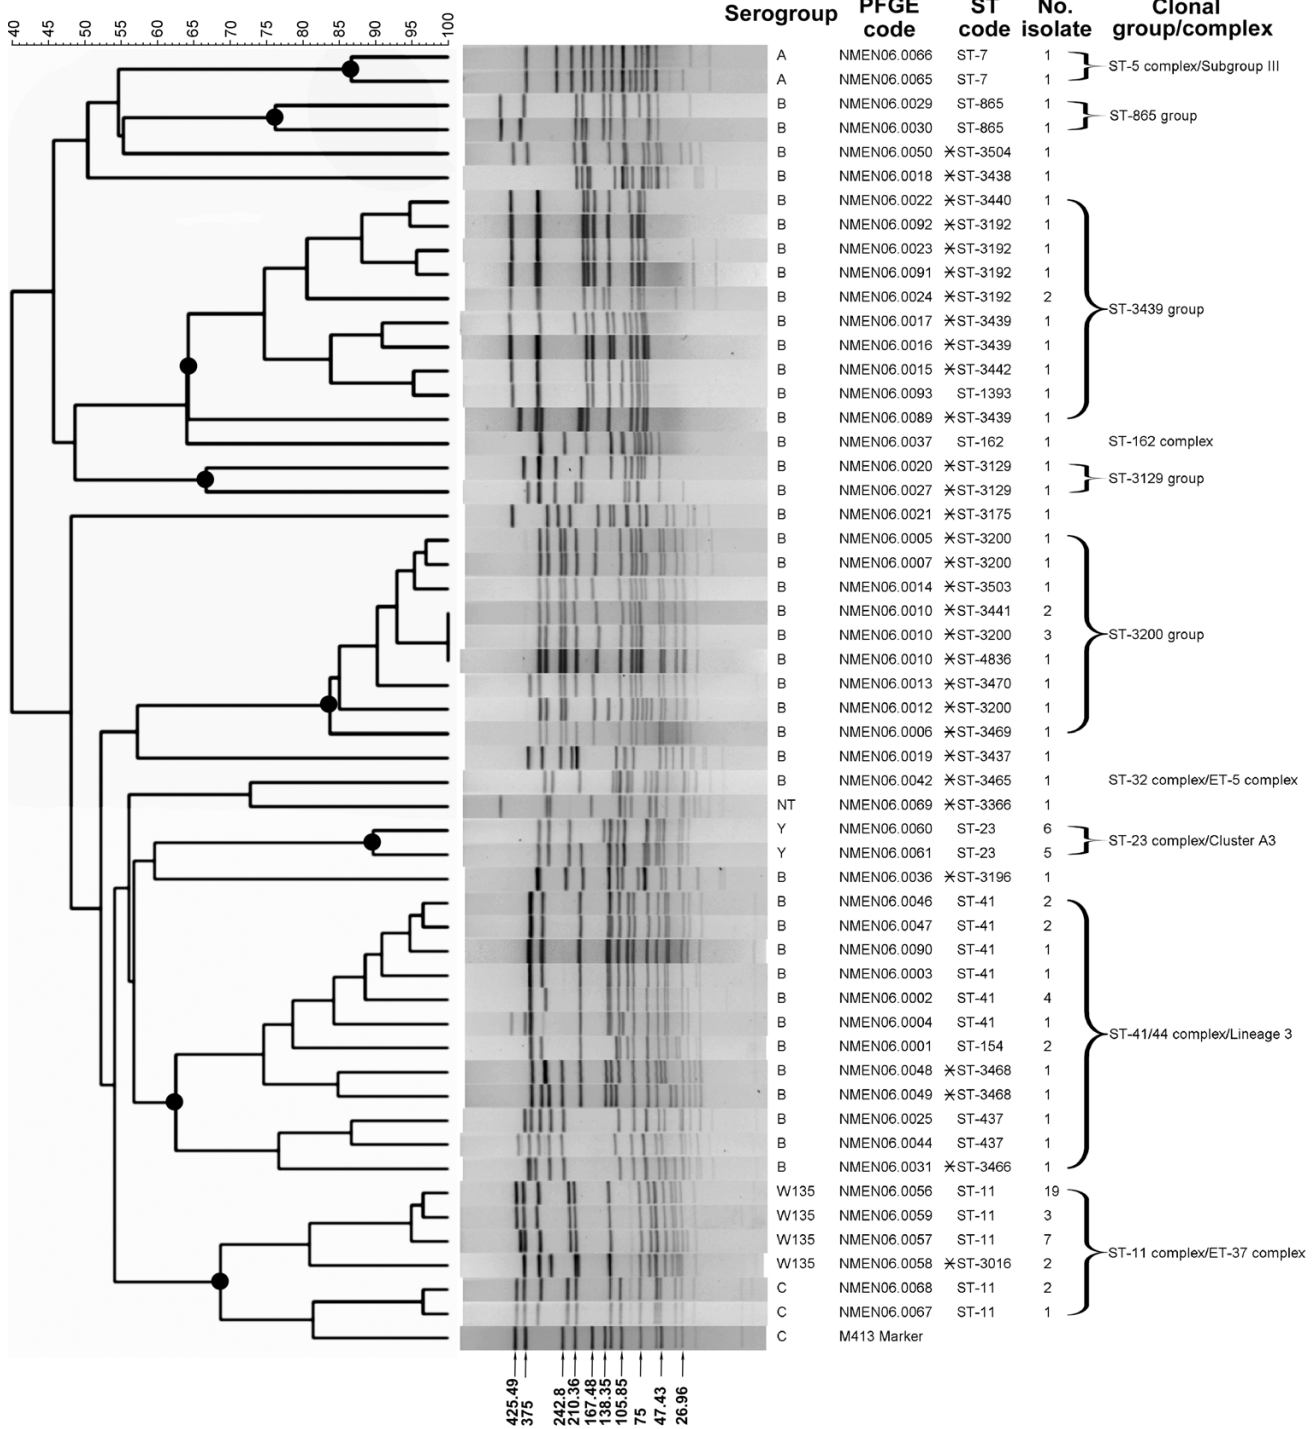 40 45 50 55 60 65 70 75 80 85 90 95 100
Serogroup PFGE code ST code No. isolate Clonal group/complex
A NMEN06.0066 ST-7 1
ST-5 complex/Subgroup III
A NMEN06.0065 ST-7 1
B NMEN06.0029 ST-865 1
ST-865 group
B NMEN06.0030 ST-865 1
B NMEN06.0050 *ST-3504 1
B NMEN06.0018 *ST-3438 1
B NMEN06.0022 *ST-3440 1
B NMEN06.0092 *ST-3192 1
B NMEN06.0023 *ST-3192 1
B NMEN06.0091 *ST-3192 1
B NMEN06.0024 *ST-3192 2
ST-3439 group
B NMEN06.0017 *ST-3439 1
B NMEN06.0016 *ST-3439 1
B NMEN06.0015 *ST-3442 1
B NMEN06.0093 ST-1393 1
B NMEN06.0089 *ST-3439 1
B NMEN06.0037 ST-162 1 ST-162 complex
B NMEN06.0020 *ST-3129 1
ST-3129 group
B NMEN06.0027 *ST-3129 1
B NMEN06.0021 *ST-3175 1
B NMEN06.0005 *ST-3200 1
B NMEN06.0007 *ST-3200 1
B NMEN06.0014 *ST-3503 1
B NMEN06.0010 *ST-3441 2
B NMEN06.0010 *ST-3200 3 ST-3200 group
B NMEN06.0010 *ST-4836 1
B NMEN06.0013 *ST-3470 1
B NMEN06.0012 *ST-3200 1
B NMEN06.0006 *ST-3469 1
B NMEN06.0019 *ST-3437 1
B NMEN06.0042 *ST-3465 1 ST-32 complex/ET-5 complex
NT NMEN06.0069 *ST-3366 1
Y NMEN06.0060 ST-23 6
ST-23 complex/Cluster A3
Y NMEN06.0061 ST-23 5
B NMEN06.0036 *ST-3196 1
B NMEN06.0046 ST-41 2
B NMEN06.0047 ST-41 2
B NMEN06.0090 ST-41 1
B NMEN06.0003 ST-41 1
B NMEN06.0002 ST-41 4
B NMEN06.0004 ST-41 1
ST-41/44 complex/Lineage 3
B NMEN06.0001 ST-154 2
B NMEN06.0048 *ST-3468 1
B NMEN06.0049 *ST-3468 1
B NMEN06.0025 ST-437 1
B NMEN06.0044 ST-437 1
B NMEN06.0031 *ST-3466 1
W135 NMEN06.0056 ST-11 19
W135 NMEN06.0059 ST-11 3
W135 NMEN06.0057 ST-11 7
ST-11 complex/ET-37 complex
W135 NMEN06.0058 *ST-3016 2
C NMEN06.0068 ST-11 2
C NMEN06.0067 ST-11 1
C M413 Marker
425.49 375 242.8 210.36 167.48 138.35 105.85 75 47.43 26.96